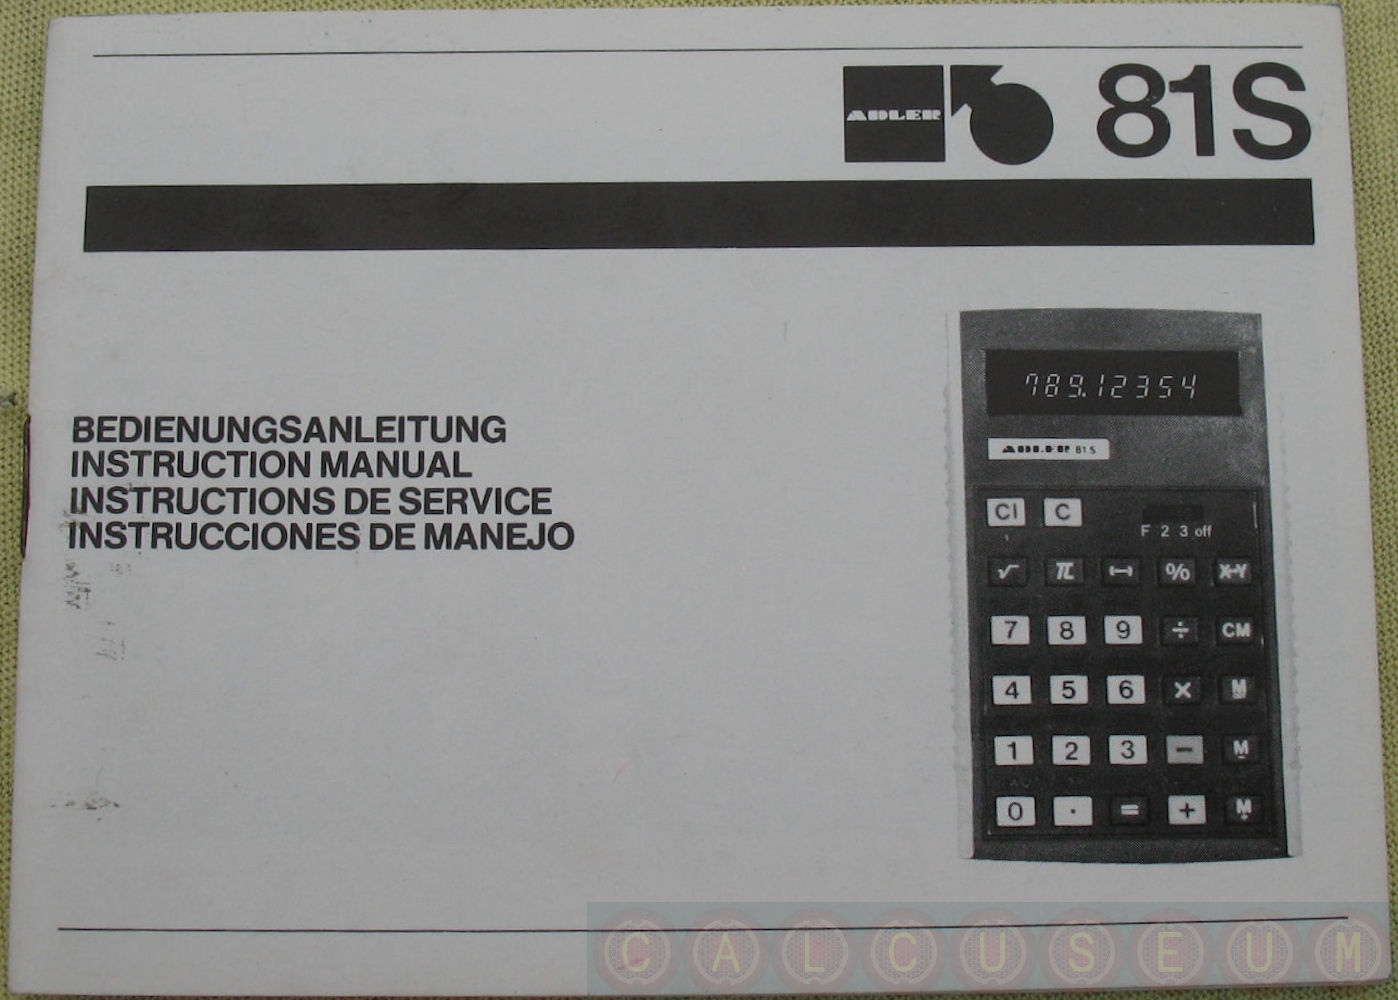 ADLER 81S
BEDIENUNGSANLEITUNG
INSTRUCTION MANUAL
INSTRUCTIONS DE SERVICE
INSTRUCCIONES DE MANEJO
789.12354
ADLER 81S
CI C
F 2 3 off
√ π ↔ % X↔Y
7 8 9 ÷ CM
4 5 6 × M
1 2 3 − M−
0 . = + M+
CALCUSEUM